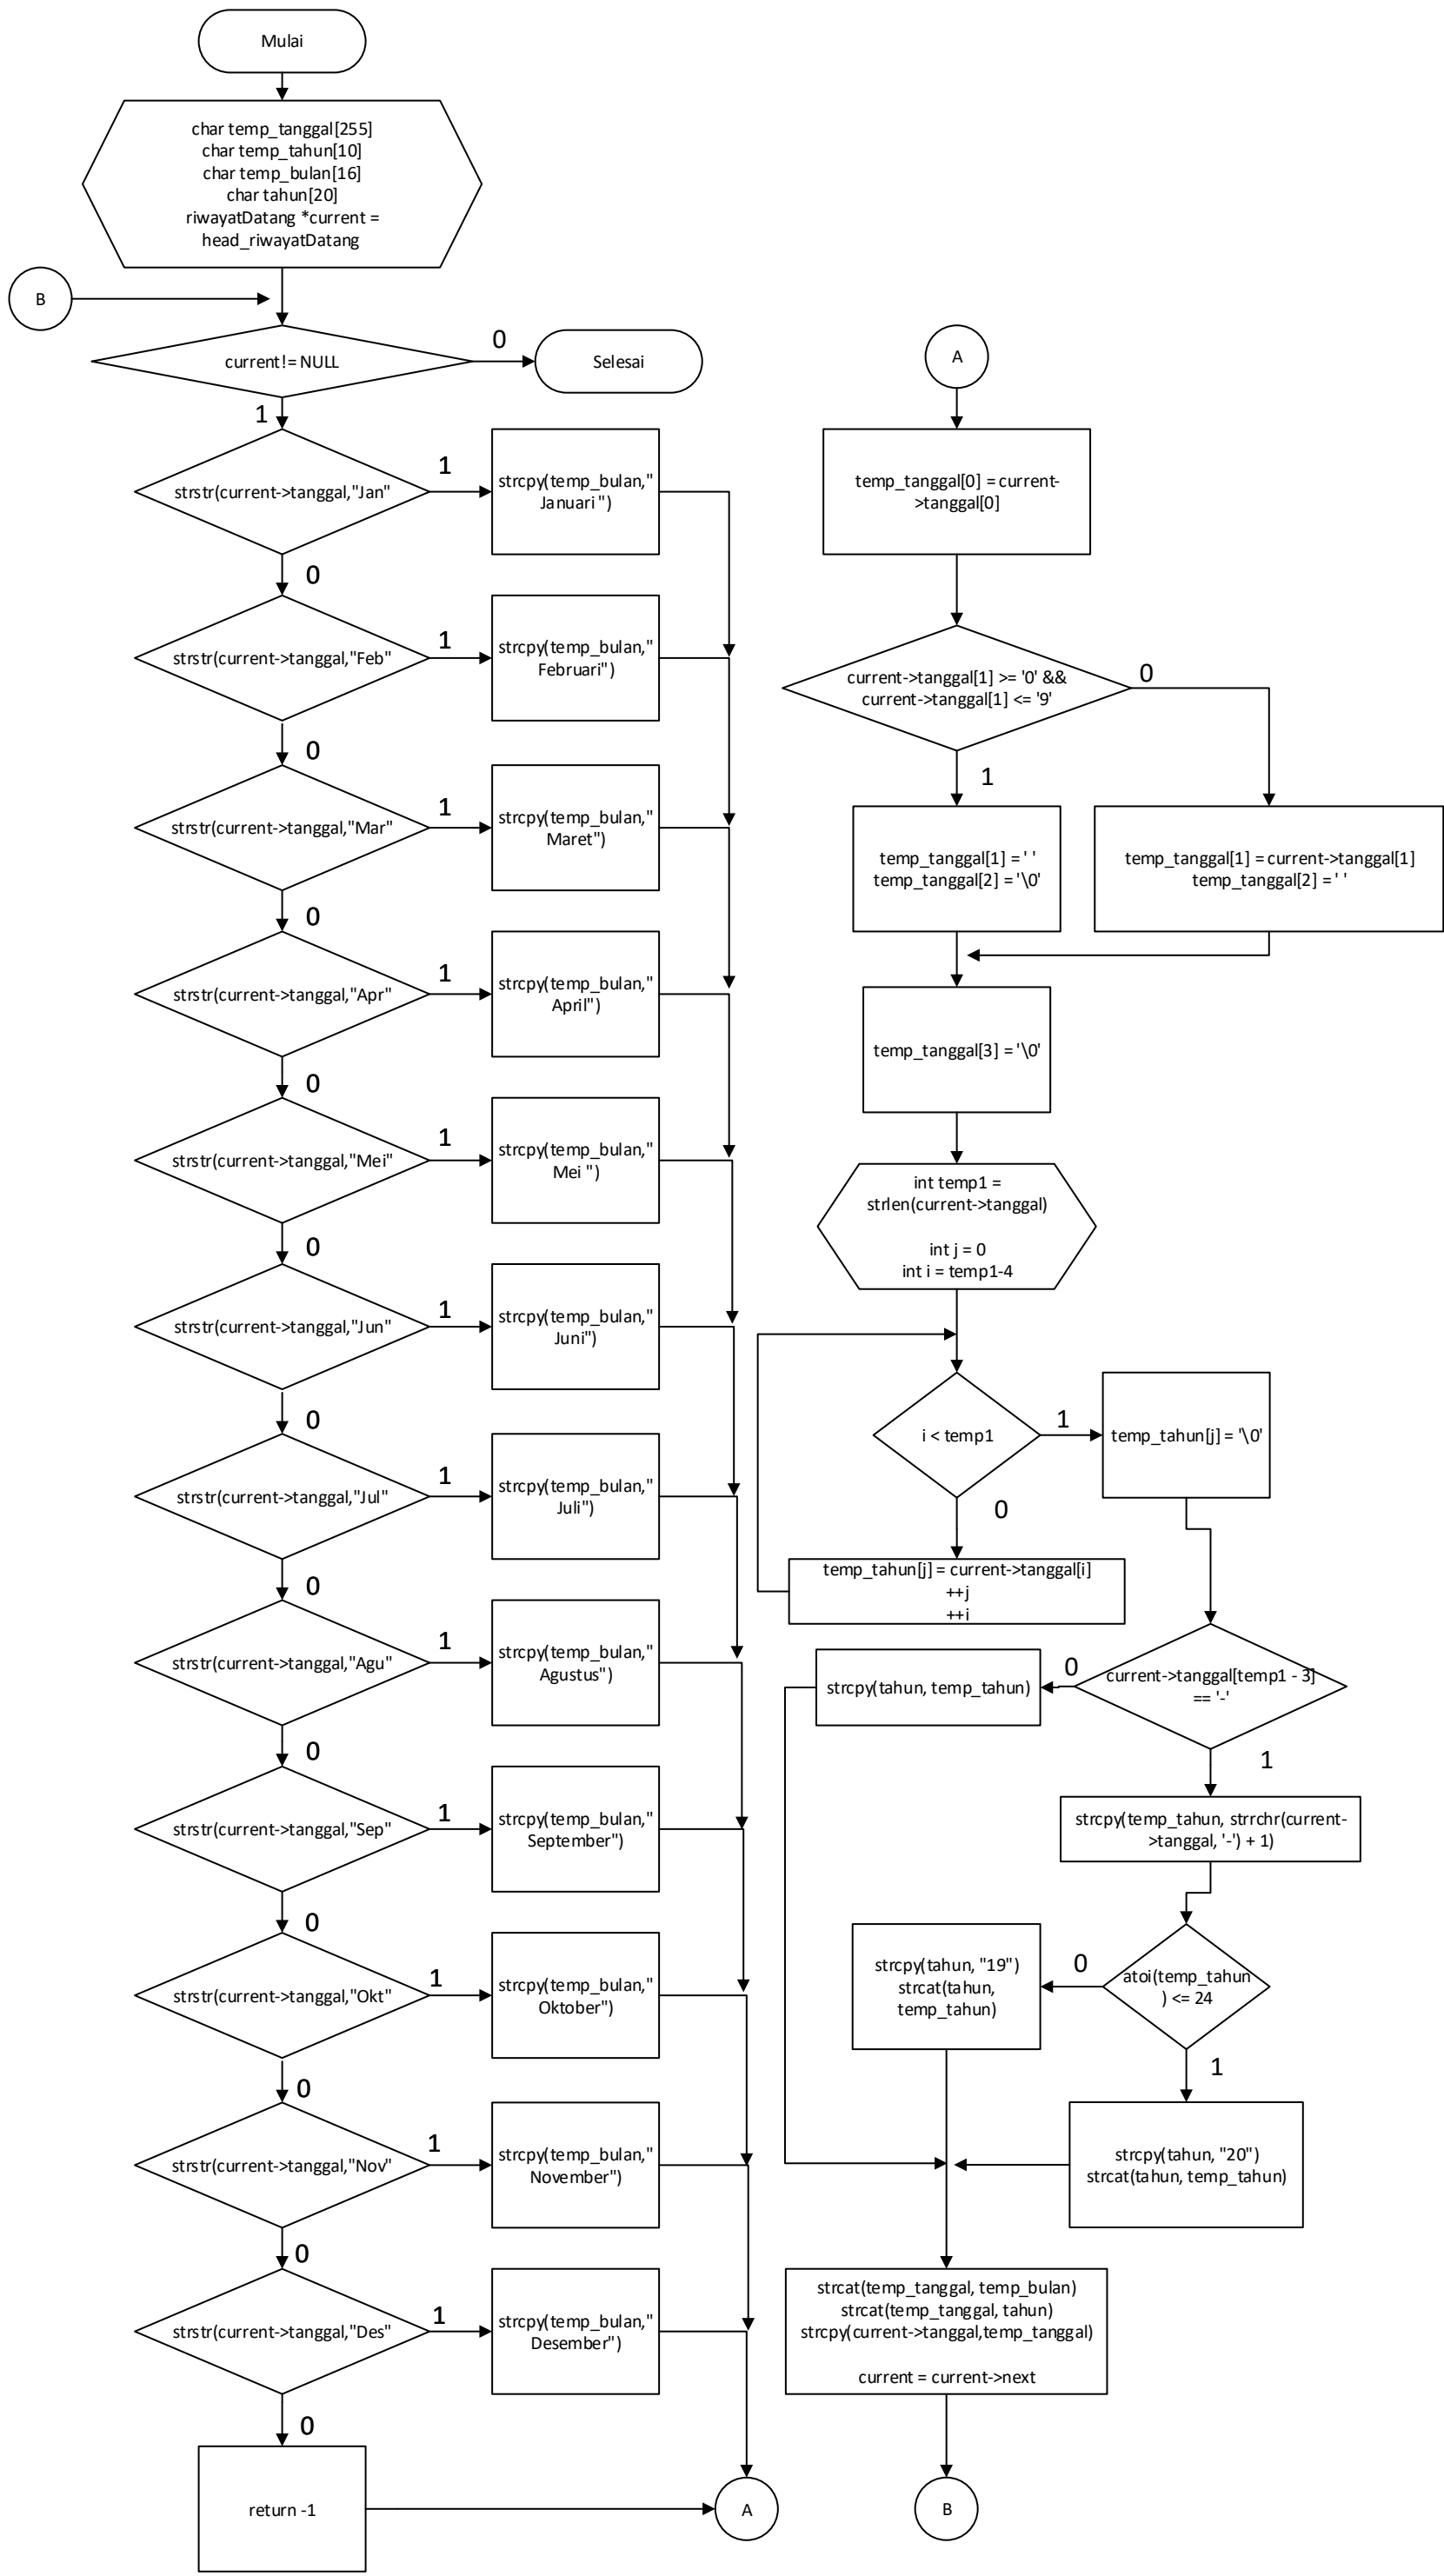 Mulai
char temp_tanggal[255]
char temp_tahun[10]
char temp_bulan[16]
char tahun[20]
riwayatDatang *current =
head_riwayatDatang
B
current!= NULL
0
Selesai
1
strstr(current->tanggal,"Jan"
1
strcpy(temp_bulan,"
Januari ")
0
strstr(current->tanggal,"Feb"
1
strcpy(temp_bulan,"
Februari")
0
strstr(current->tanggal,"Mar"
1
strcpy(temp_bulan,"
Maret")
0
strstr(current->tanggal,"Apr"
1
strcpy(temp_bulan,"
April")
0
strstr(current->tanggal,"Mei"
1
strcpy(temp_bulan,"
Mei ")
0
strstr(current->tanggal,"Jun"
1
strcpy(temp_bulan,"
Juni")
0
strstr(current->tanggal,"Jul"
1
strcpy(temp_bulan,"
Juli")
0
strstr(current->tanggal,"Agu"
1
strcpy(temp_bulan,"
Agustus")
0
strstr(current->tanggal,"Sep"
1
strcpy(temp_bulan,"
September")
0
strstr(current->tanggal,"Okt"
1
strcpy(temp_bulan,"
Oktober")
0
strstr(current->tanggal,"Nov"
1
strcpy(temp_bulan,"
November")
0
strstr(current->tanggal,"Des"
1
strcpy(temp_bulan,"
Desember")
0
return -1
A
A
temp_tanggal[0] = current-
>tanggal[0]
current->tanggal[1] >= '0' &&
current->tanggal[1] <= '9'
0
1
temp_tanggal[1] = ' '
temp_tanggal[2] = '\0'
temp_tanggal[1] = current->tanggal[1]
temp_tanggal[2] = ' '
temp_tanggal[3] = '\0'
int temp1 =
strlen(current->tanggal)
int j = 0
int i = temp1-4
i < temp1
1
temp_tahun[j] = '\0'
0
temp_tahun[j] = current->tanggal[i]
++j
++i
current->tanggal[temp1 - 3]
== '-'
0
strcpy(tahun, temp_tahun)
1
strcpy(temp_tahun, strrchr(current-
>tanggal, '-') + 1)
atoi(temp_tahun
) <= 24
0
strcpy(tahun, "19")
strcat(tahun,
temp_tahun)
1
strcpy(tahun, "20")
strcat(tahun, temp_tahun)
strcat(temp_tanggal, temp_bulan)
strcat(temp_tanggal, tahun)
strcpy(current->tanggal,temp_tanggal)
current = current->next
B